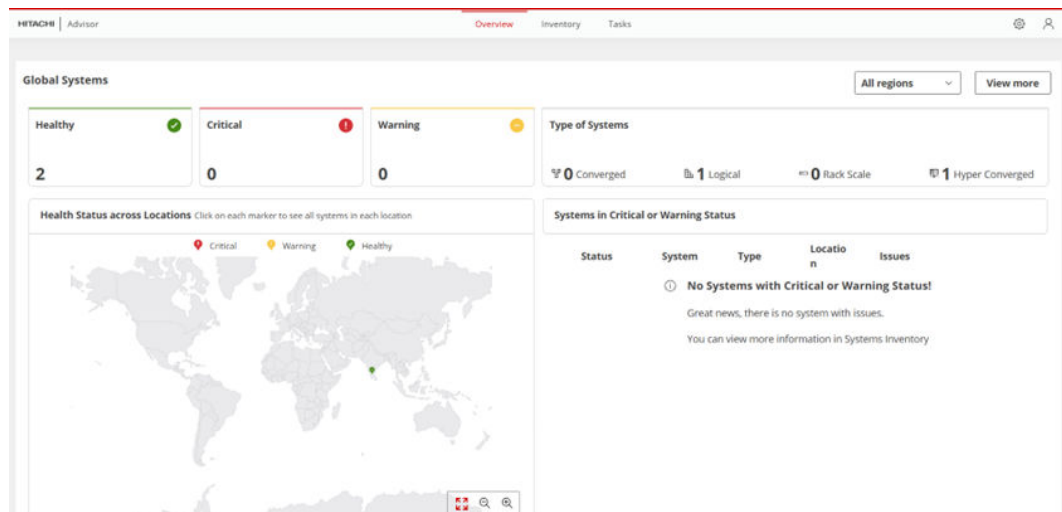 HITACHI Advisor
Overview Inventory Tasks
Global Systems
All regions View more
Healthy Critical Warning Type of Systems
2 0 0 0 Converged 1 Logical 0 Rack Scale 1 Hyper Converged
Health Status across Locations Click on each marker to see all systems in each location
Critical Warning Healthy
Systems in Critical or Warning Status
Status System Type Locatio
n Issues
No Systems with Critical or Warning Status!
Great news, there is no system with issues.
You can view more information in Systems Inventory